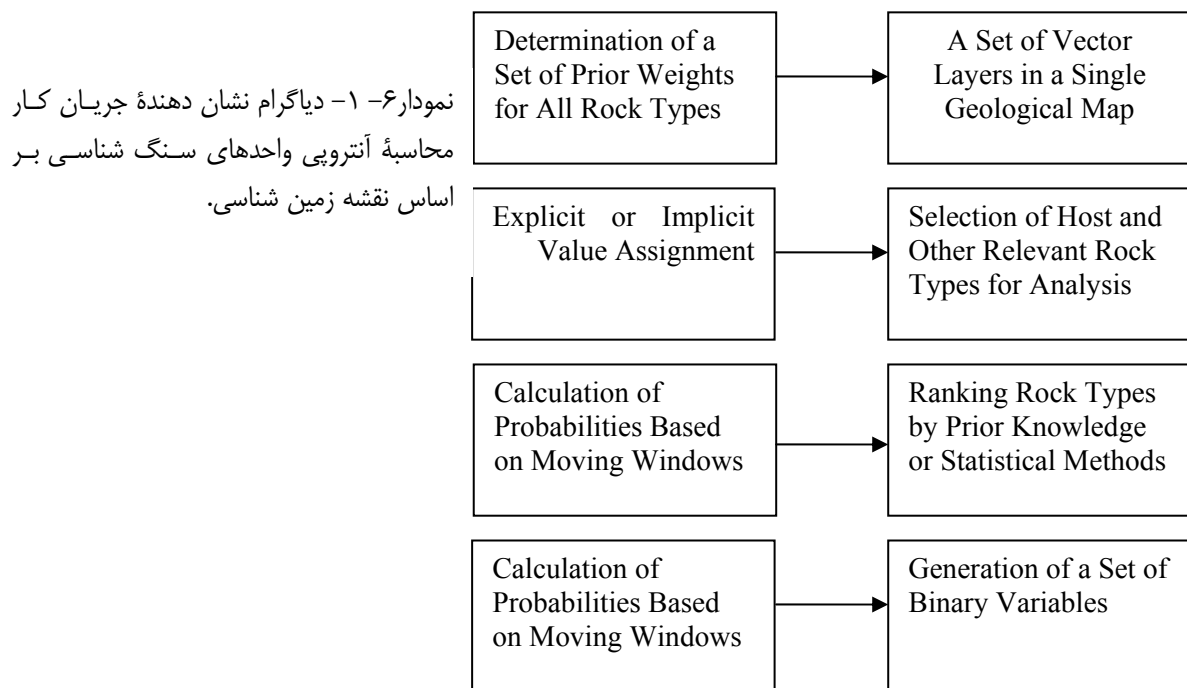 Determination of a
Set of Prior Weights
for All Rock Types
A Set of Vector
Layers in a Single
Geological Map
نمودار۶- ۱- دیاگرام نشان دهندۀ جریان کار
محاسبۀ آنتروپی واحدهای سنگ شناسی بر
اساس نقشه زمین شناسی.
Explicit or Implicit
Value Assignment
Selection of Host and
Other Relevant Rock
Types for Analysis
Calculation of
Probabilities Based
on Moving Windows
Ranking Rock Types
by Prior Knowledge
or Statistical Methods
Calculation of
Probabilities Based
on Moving Windows
Generation of a Set of
Binary Variables